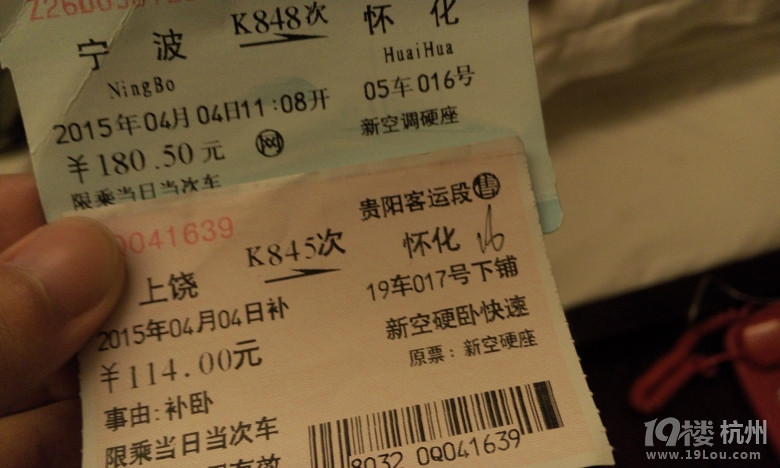 宁波 K848次 怀化
NingBo HuaiHua
2015年04月04日11:08开 05车016号
¥180.50元 网 新空调硬座
限乘当日当次车
贵阳客运段 售
Q041639
上饶 K845次 怀化
2015年04月04日补 19车017号下铺
¥114.00元 新空硬卧快速
原票:新空硬座
事由:补卧
限乘当日当次车
8032 0Q041639
19楼 杭州
www.19Lou.com